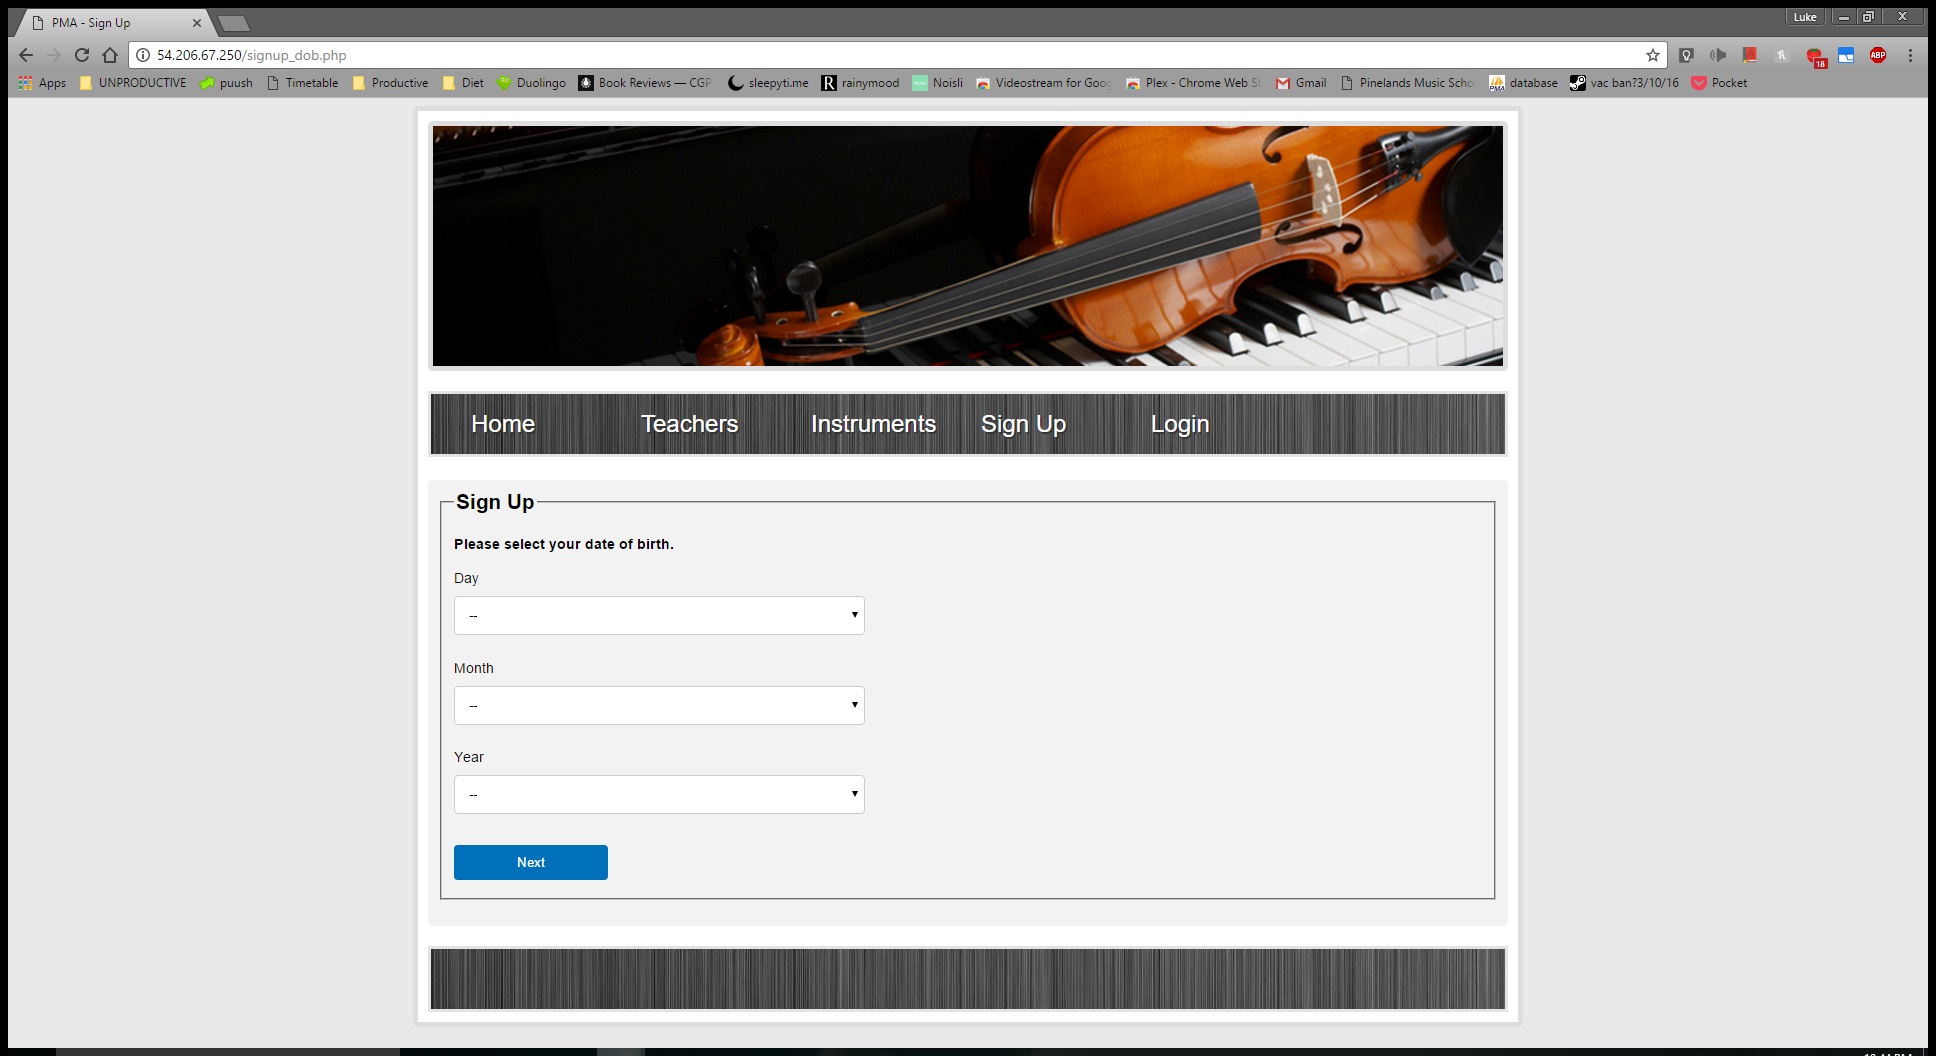 PMA - Sign Up
Luke
54.206.67.250/signup_dob.php
18
ABP
Apps UNPRODUCTIVE puush Timetable Productive Diet Duolingo Book Reviews — CGP sleepyti.me R rainymood Noisli Videostream for Goog Plex - Chrome Web St Gmail Pinelands Music Scho PMA database vac ban?3/10/16 Pocket
Home Teachers Instruments Sign Up Login
Sign Up
Please select your date of birth.
Day
--
Month
--
Year
--
Next